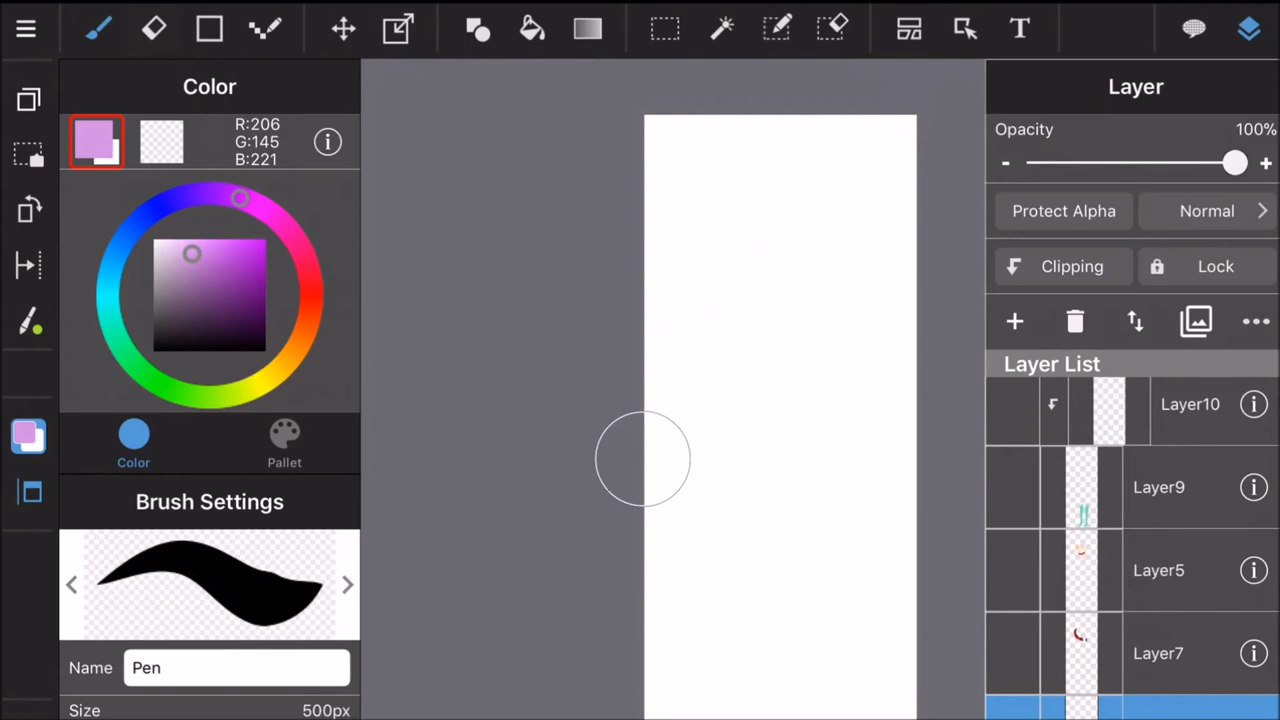 T
Color
R:206
G:145
B:221
Color
Pallet
Brush Settings
Name
Pen
Size
500px
Layer
Opacity
100%
-
+
Protect Alpha
Normal
Clipping
Lock
Layer List
Layer10
Layer9
Layer5
Layer7